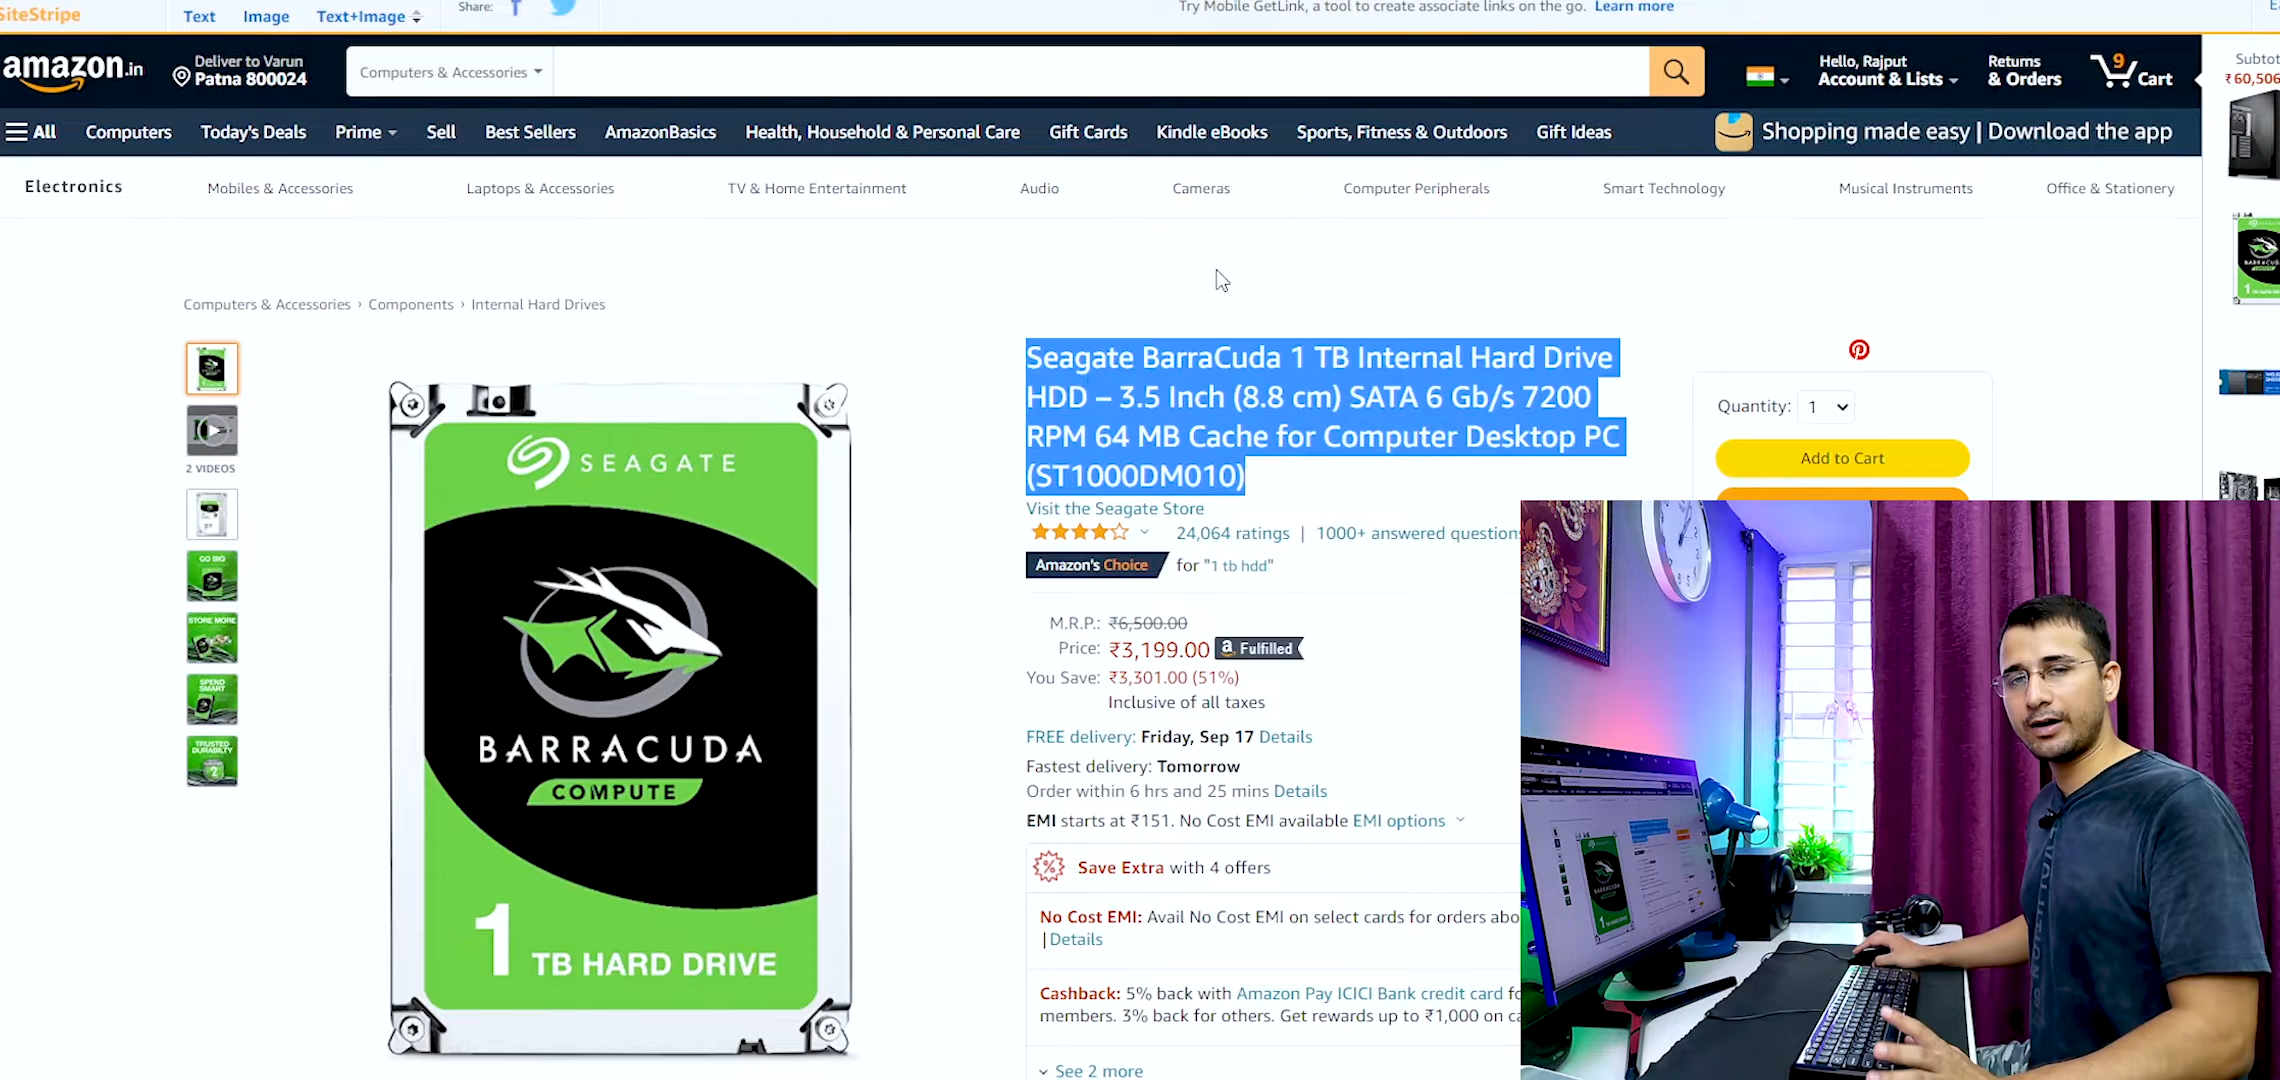 SiteStripe
Text Image Text+Image
Share:
Try Mobile GetLink, a tool to create associate links on the go. Learn more
amazon.in
Deliver to Varun
Patna 800024
Computers & Accessories
Hello, Rajput
Account & Lists
Returns
& Orders
9
Cart
₹60,506
All Computers Today's Deals Prime Sell Best Sellers AmazonBasics Health, Household & Personal Care Gift Cards Kindle eBooks Sports, Fitness & Outdoors Gift Ideas
Shopping made easy | Download the app
Electronics Mobiles & Accessories Laptops & Accessories TV & Home Entertainment Audio Cameras Computer Peripherals Smart Technology Musical Instruments Office & Stationery
Computers & Accessories › Components › Internal Hard Drives
2 VIDEOS
GO BIG
STORE MORE
SPEND
SMART
TRUSTED
DURABILITY
2
SEAGATE
BARRACUDA
COMPUTE
1 TB HARD DRIVE
Seagate BarraCuda 1 TB Internal Hard Drive
HDD – 3.5 Inch (8.8 cm) SATA 6 Gb/s 7200
RPM 64 MB Cache for Computer Desktop PC
(ST1000DM010)
Visit the Seagate Store
24,064 ratings | 1000+ answered questions
Amazon's Choice for "1 tb hdd"
M.R.P.: ₹6,500.00
Price: ₹3,199.00 a Fulfilled
You Save: ₹3,301.00 (51%)
Inclusive of all taxes
FREE delivery: Friday, Sep 17 Details
Fastest delivery: Tomorrow
Order within 6 hrs and 25 mins Details
EMI starts at ₹151. No Cost EMI available EMI options
Save Extra with 4 offers
No Cost EMI: Avail No Cost EMI on select cards for orders abo
| Details
Cashback: 5% back with Amazon Pay ICICI Bank credit card fo
members. 3% back for others. Get rewards up to ₹1,000 on
See 2 more
Quantity: 1
Add to Cart